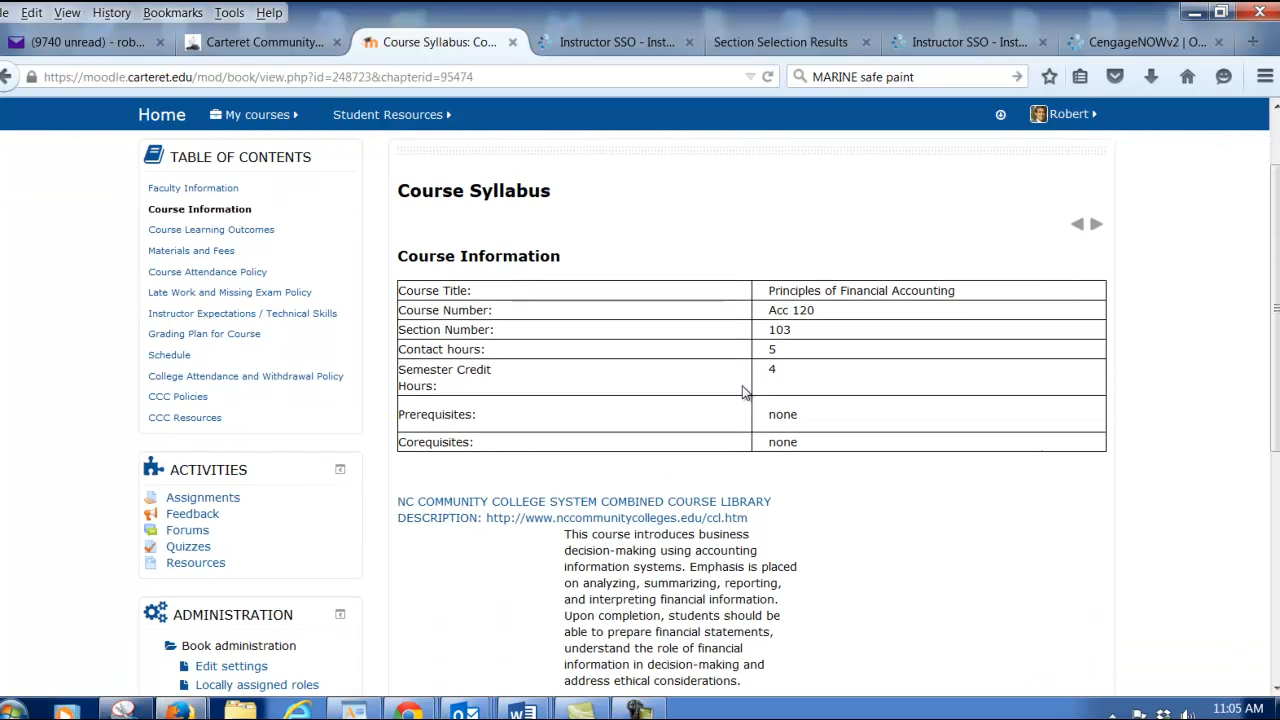 le Edit View History Bookmarks Tools Help
(9740 unread) - rob... × Carteret Community... × Course Syllabus: Co... × Instructor SSO - Inst... × Section Selection Results × Instructor SSO - Inst... × CengageNOWv2 | O... × +
https://moodle.carteret.edu/mod/book/view.php?id=248723&chapterid=95474 MARINE safe paint
Home My courses Student Resources Robert
TABLE OF CONTENTS
Faculty Information
Course Information
Course Learning Outcomes
Materials and Fees
Course Attendance Policy
Late Work and Missing Exam Policy
Instructor Expectations / Technical Skills
Grading Plan for Course
Schedule
College Attendance and Withdrawal Policy
CCC Policies
CCC Resources
ACTIVITIES
Assignments
Feedback
Forums
Quizzes
Resources
ADMINISTRATION
Book administration
Edit settings
Locally assigned roles
Course Syllabus
Course Information
Course Title: Principles of Financial Accounting
Course Number: Acc 120
Section Number: 103
Contact hours: 5
Semester Credit 4
Hours:
Prerequisites: none
Corequisites: none
NC COMMUNITY COLLEGE SYSTEM COMBINED COURSE LIBRARY
DESCRIPTION: http://www.nccommunitycolleges.edu/ccl.htm
This course introduces business
decision-making using accounting
information systems. Emphasis is placed
on analyzing, summarizing, reporting,
and interpreting financial information.
Upon completion, students should be
able to prepare financial statements,
understand the role of financial
information in decision-making and
address ethical considerations.
11:05 AM